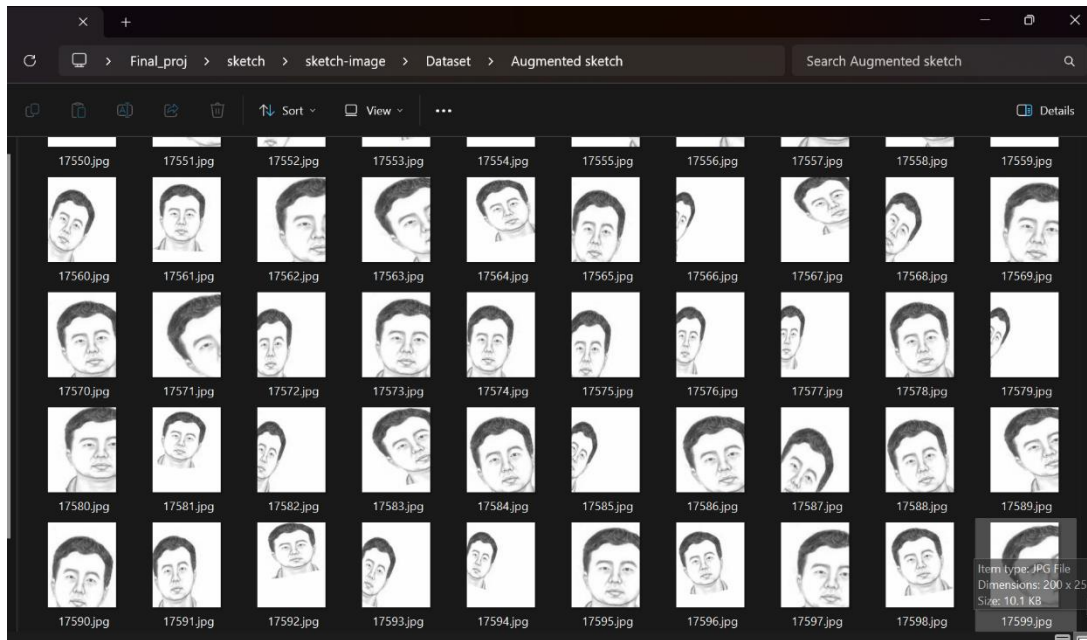 Final_proj > sketch > sketch-image > Dataset > Augmented sketch
Search Augmented sketch
Sort
View
Details
17550.jpg 17551.jpg 17552.jpg 17553.jpg 17554.jpg 17555.jpg 17556.jpg 17557.jpg 17558.jpg 17559.jpg
17560.jpg 17561.jpg 17562.jpg 17563.jpg 17564.jpg 17565.jpg 17566.jpg 17567.jpg 17568.jpg 17569.jpg
17570.jpg 17571.jpg 17572.jpg 17573.jpg 17574.jpg 17575.jpg 17576.jpg 17577.jpg 17578.jpg 17579.jpg
17580.jpg 17581.jpg 17582.jpg 17583.jpg 17584.jpg 17585.jpg 17586.jpg 17587.jpg 17588.jpg 17589.jpg
Item type: JPG File
Dimensions: 200 x 25
Size: 10.1 KB
17590.jpg 17591.jpg 17592.jpg 17593.jpg 17594.jpg 17595.jpg 17596.jpg 17597.jpg 17598.jpg 17599.jpg